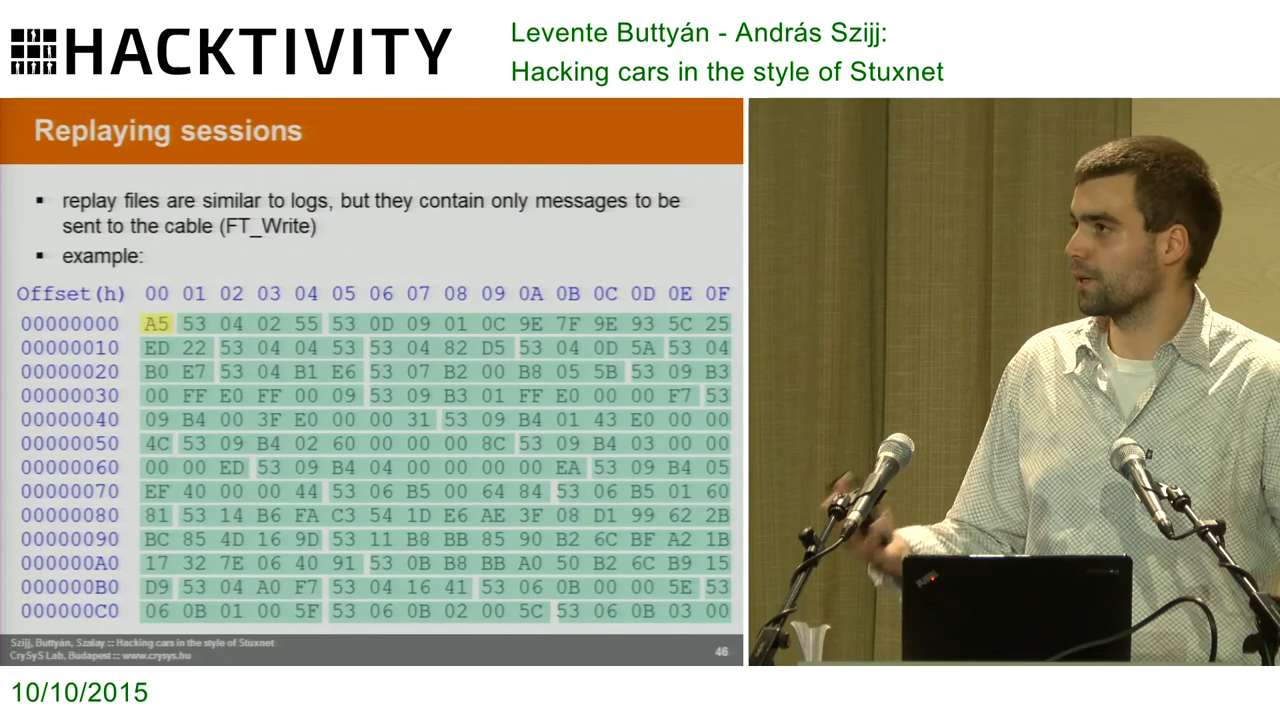 HACKTIVITY
Levente Buttyán - András Szijj:
Hacking cars in the style of Stuxnet
Replaying sessions
▪ replay files are similar to logs, but they contain only messages to be
sent to the cable (FT_Write)
▪ example:
Offset(h) 00 01 02 03 04 05 06 07 08 09 0A 0B 0C 0D 0E 0F
00000000 A5 53 04 02 55 53 0D 09 01 0C 9E 7F 9E 93 5C 25
00000010 ED 22 53 04 04 53 53 04 82 D5 53 04 0D 5A 53 04
00000020 B0 E7 53 04 B1 E6 53 07 B2 00 B8 05 5B 53 09 B3
00000030 00 FF E0 FF 00 09 53 09 B3 01 FF E0 00 00 F7 53
00000040 09 B4 00 3F E0 00 00 31 53 09 B4 01 43 E0 00 00
00000050 4C 53 09 B4 02 60 00 00 00 8C 53 09 B4 03 00 00
00000060 00 00 ED 53 09 B4 04 00 00 00 00 EA 53 09 B4 05
00000070 EF 40 00 00 44 53 06 B5 00 64 84 53 06 B5 01 60
00000080 81 53 14 B6 FA C3 54 1D E6 AE 3F 08 D1 99 62 2B
00000090 BC 85 4D 16 9D 53 11 B8 BB 85 90 B2 6C BF A2 1B
000000A0 17 32 7E 06 40 91 53 0B B8 BB A0 50 B2 6C B9 15
000000B0 D9 53 04 A0 F7 53 04 16 41 53 06 0B 00 00 5E 53
000000C0 06 0B 01 00 5F 53 06 0B 02 00 5C 53 06 0B 03 00
Szijj, Buttyán, Szalay :: Hacking cars in the style of Stuxnet
CrySyS Lab, Budapest :: www.crysys.hu
46
10/10/2015